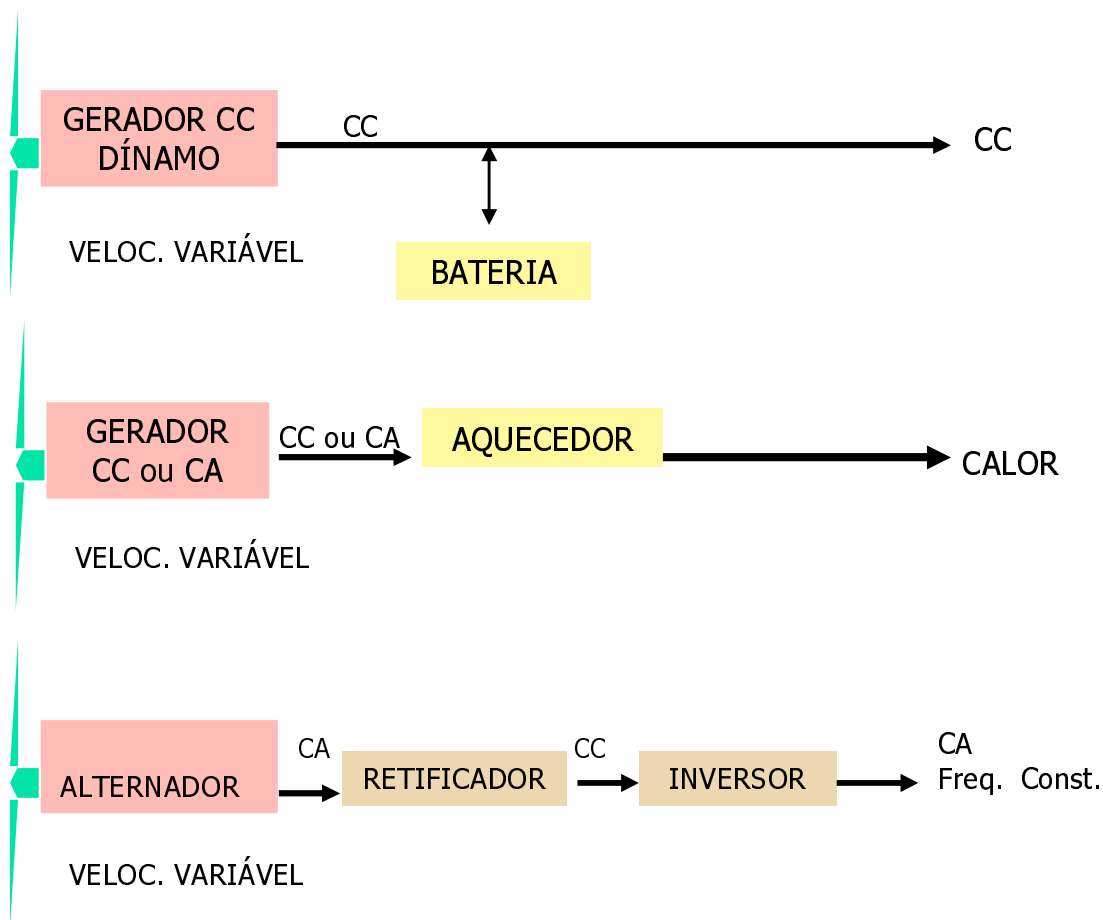 GERADOR CC
DÍNAMO
CC
CC
VELOC. VARIÁVEL
BATERIA
GERADOR
CC ou CA
CC ou CA
AQUECEDOR
CALOR
VELOC. VARIÁVEL
ALTERNADOR
CA
RETIFICADOR
CC
INVERSOR
CA
Freq. Const.
VELOC. VARIÁVEL